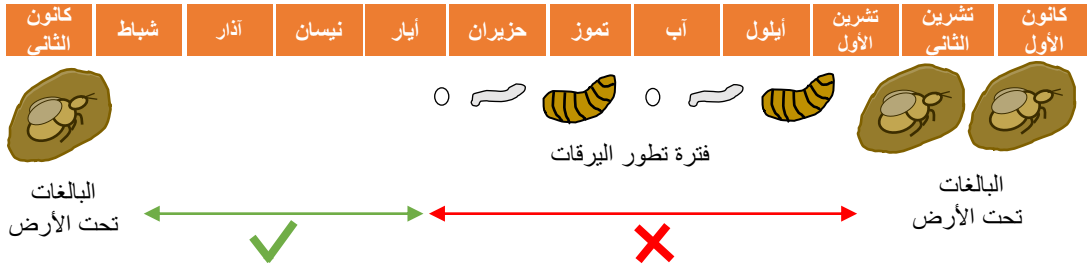 كانون
الثاني
شباط
آذار
نيسان
أيار
حزيران
تموز
آب
أيلول
تشرين
الأول
تشرين
الثاني
كانون
الأول
فترة تطور اليرقات
البالغات
تحت الأرض
البالغات
تحت الأرض